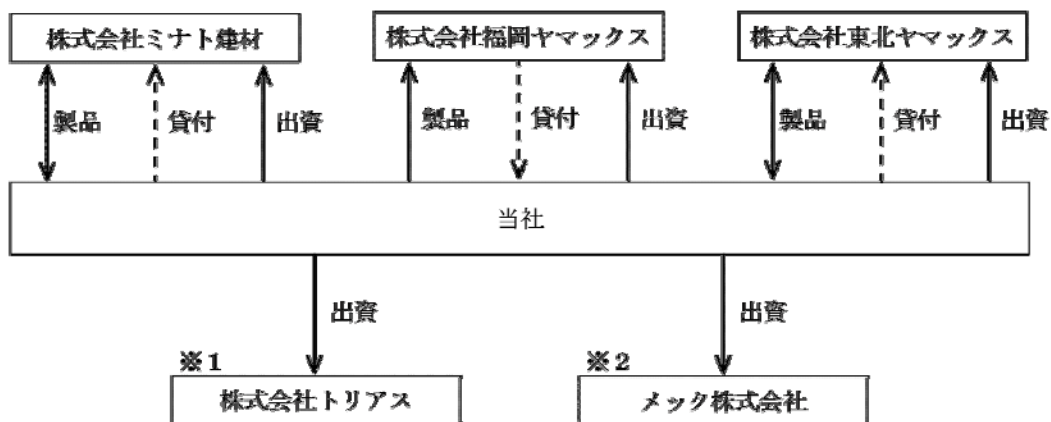 株式会社ミナト建材 株式会社福岡ヤマックス 株式会社東北ヤマックス
製品 貸付 出資 製品 貸付 出資 製品 貸付 出資
当社
出資 出資
※1 ※2
株式会社トリアス メック株式会社